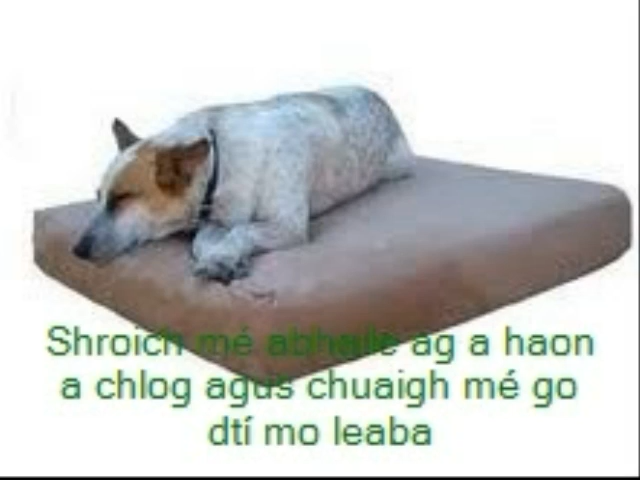 Shroich mé abhaile ag a haon
a chlog agus chuaigh mé go
dtí mo leaba